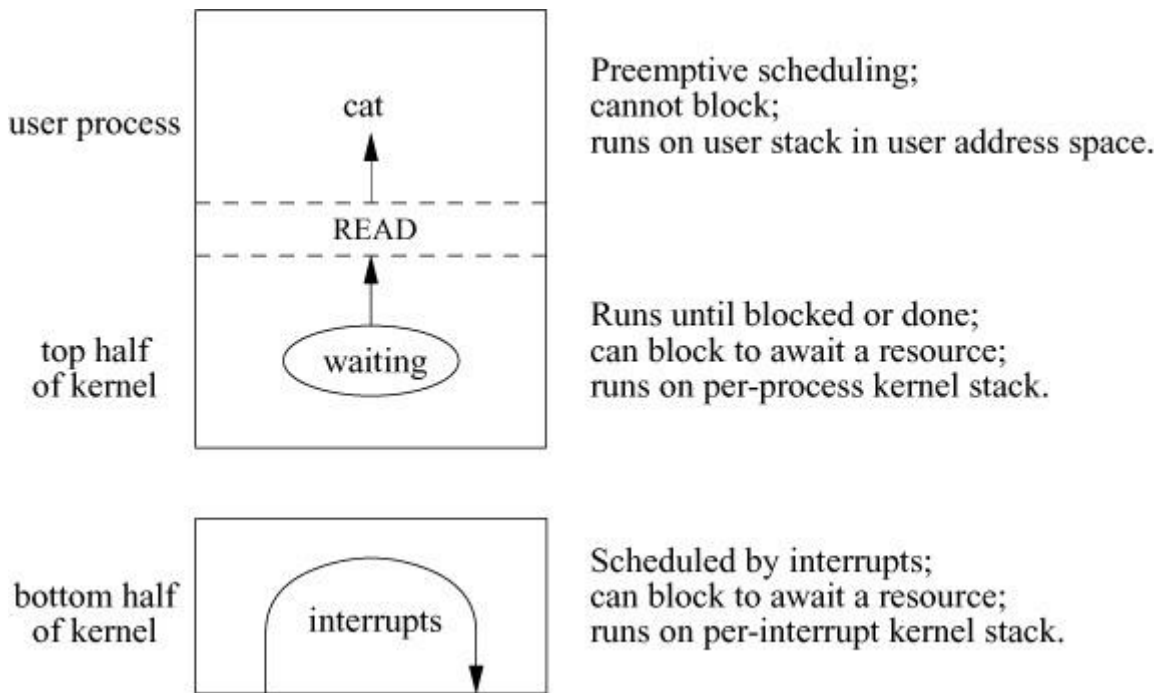 user process
cat
READ
Preemptive scheduling;
cannot block;
runs on user stack in user address space.
top half
of kernel
waiting
Runs until blocked or done;
can block to await a resource;
runs on per-process kernel stack.
bottom half
of kernel
interrupts
Scheduled by interrupts;
can block to await a resource;
runs on per-interrupt kernel stack.